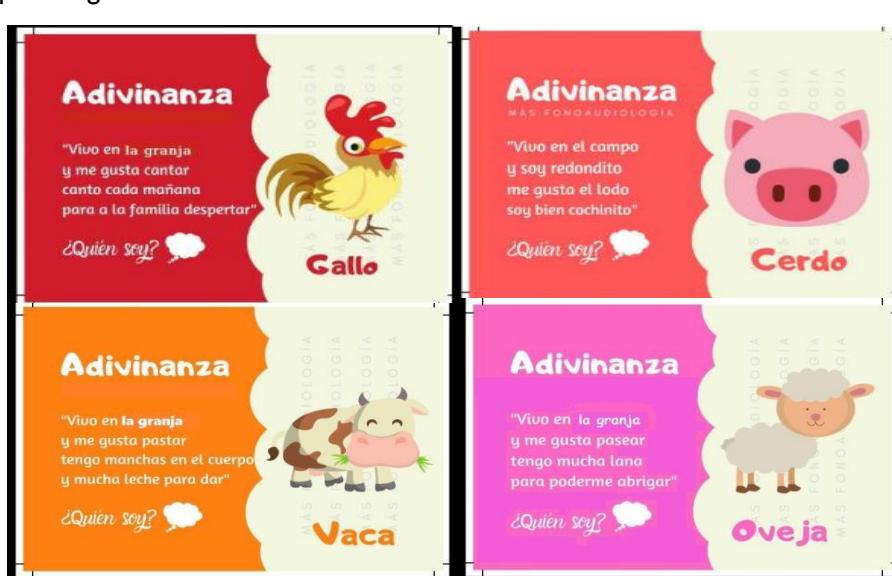 Adivinanza
"Vivo en la granja
y me gusta cantar
canto cada mañana
para a la familia despertar"
¿Quién soy?
Gallo
Adivinanza
MÁS FONOAUDIOLOGÍA
"Vivo en el campo
y soy redondito
me gusta el lodo
soy bien cochinito"
¿Quién soy?
Cerdo
Adivinanza
"Vivo en la granja
y me gusta pastar
tengo manchas en el cuerpo
y mucha leche para dar"
¿Quién soy?
Vaca
Adivinanza
"Vivo en la granja
y me gusta pasear
tengo mucha lana
para poderme abrigar"
¿Quién soy?
Oveja